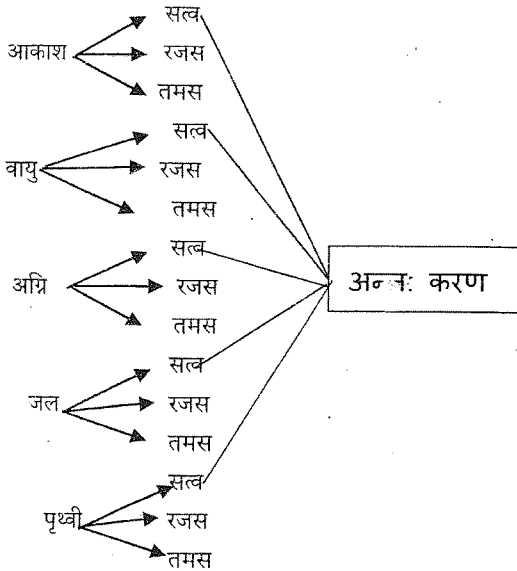 सत्व
आकाश
रजस
तमस
सत्व
वायु
रजस
तमस
सत्व
अग्रि
रजस
तमस
अन्तः करण
सत्व
जल
रजस
तमस
सत्व
पृथ्वी
रजस
तमस